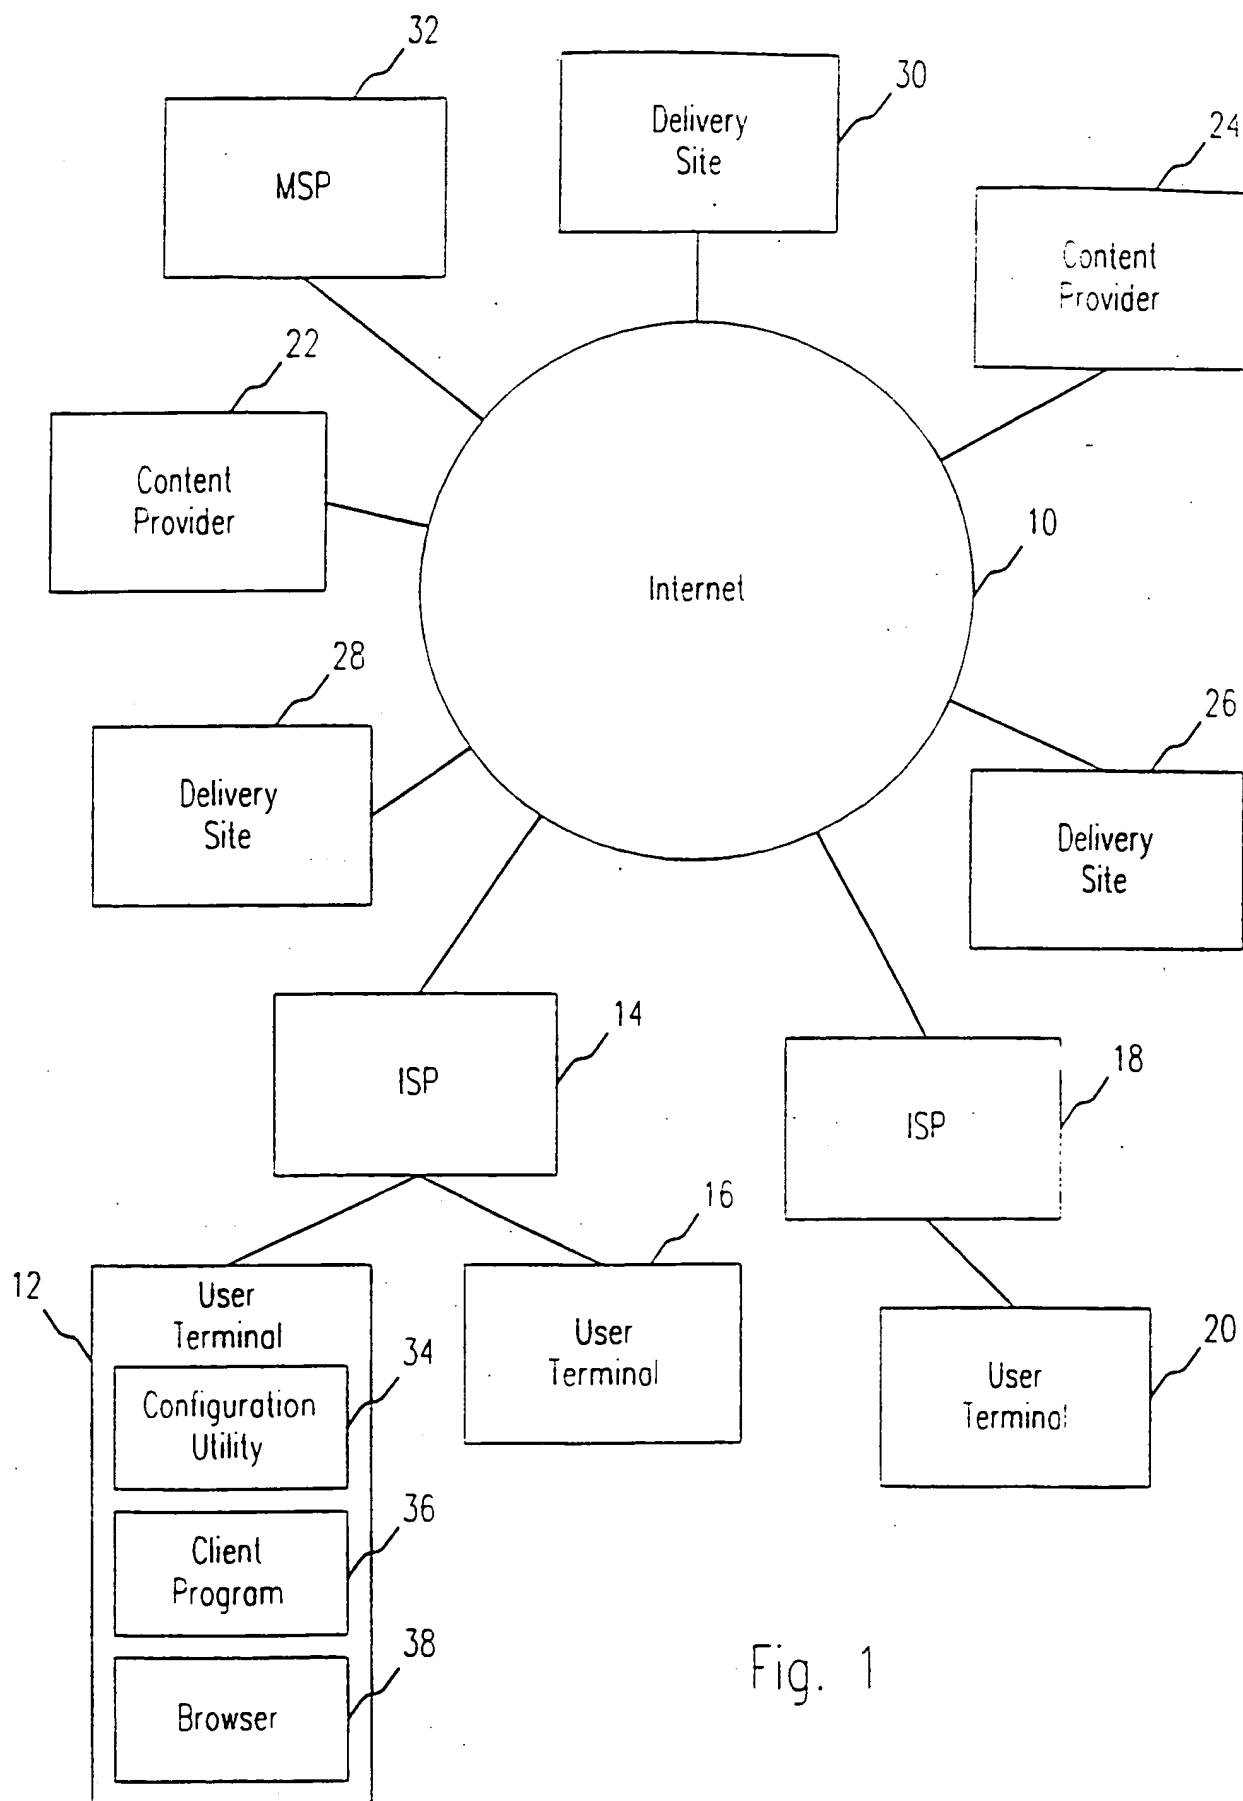 32
MSP
30
Delivery
Site
24
Content
Provider
22
Content
Provider
10
Internet
28
Delivery
Site
26
Delivery
Site
14
ISP
18
ISP
16
User
Terminal
12
User
Terminal
34
Configuration
Utility
36
Client
Program
38
Browser
20
User
Terminal
Fig. 1